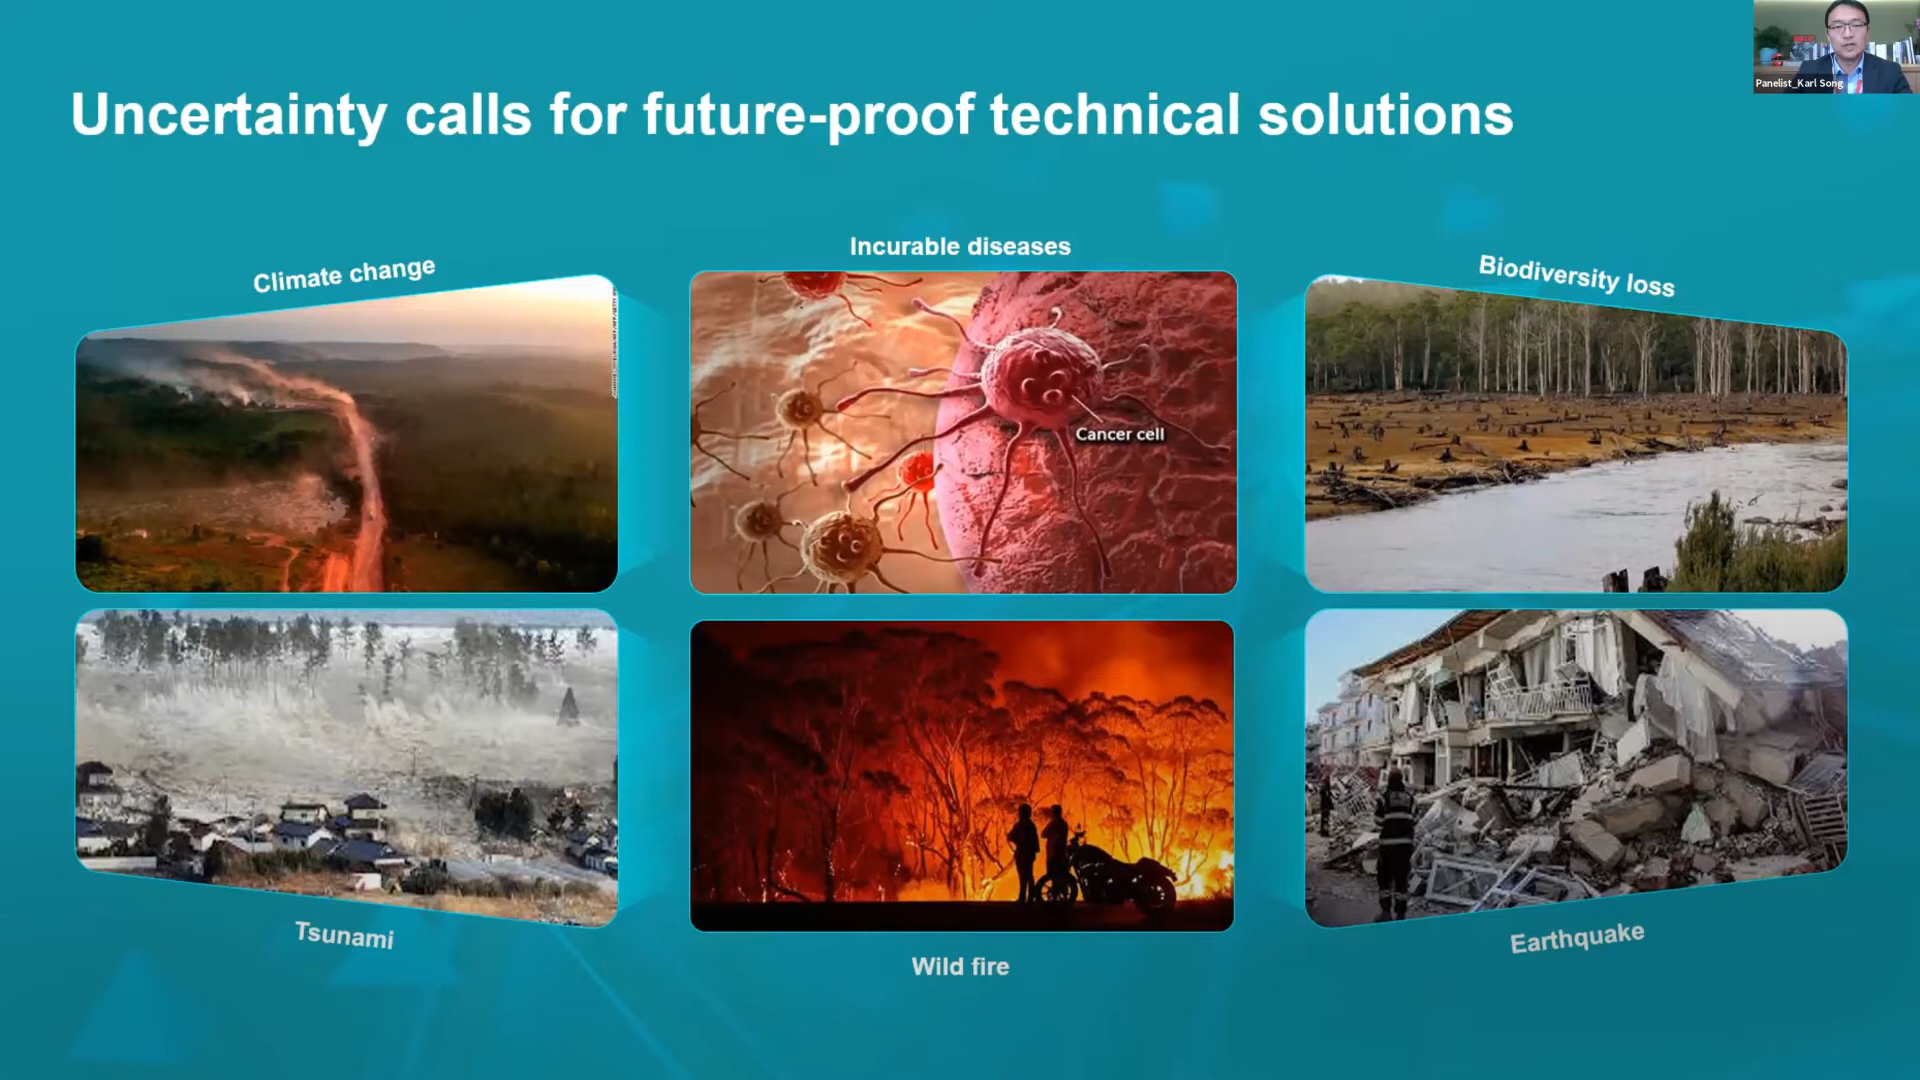 Panelist_Karl Song
Uncertainty calls for future-proof technical solutions
Climate change
Incurable diseases
Biodiversity loss
Cancer cell
Tsunami
Wild fire
Earthquake